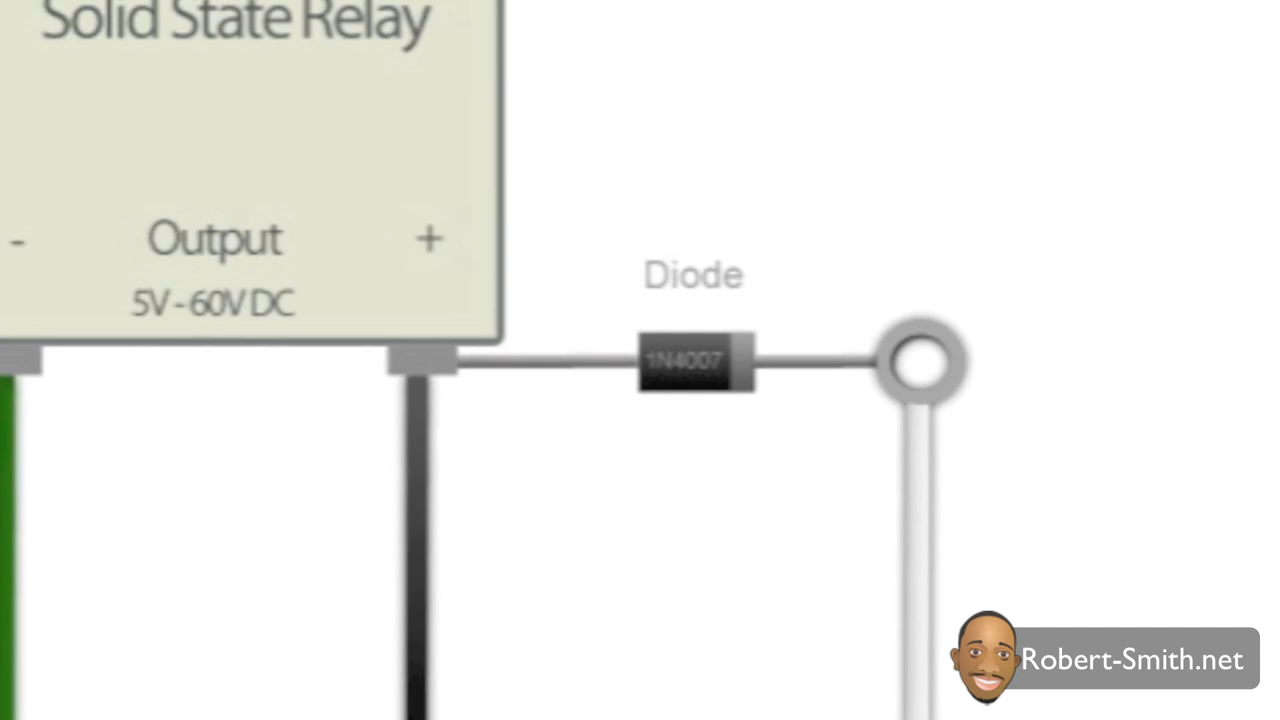 Solid State Relay
- Output +
5V - 60V DC
Diode
1N4007
Robert-Smith.net